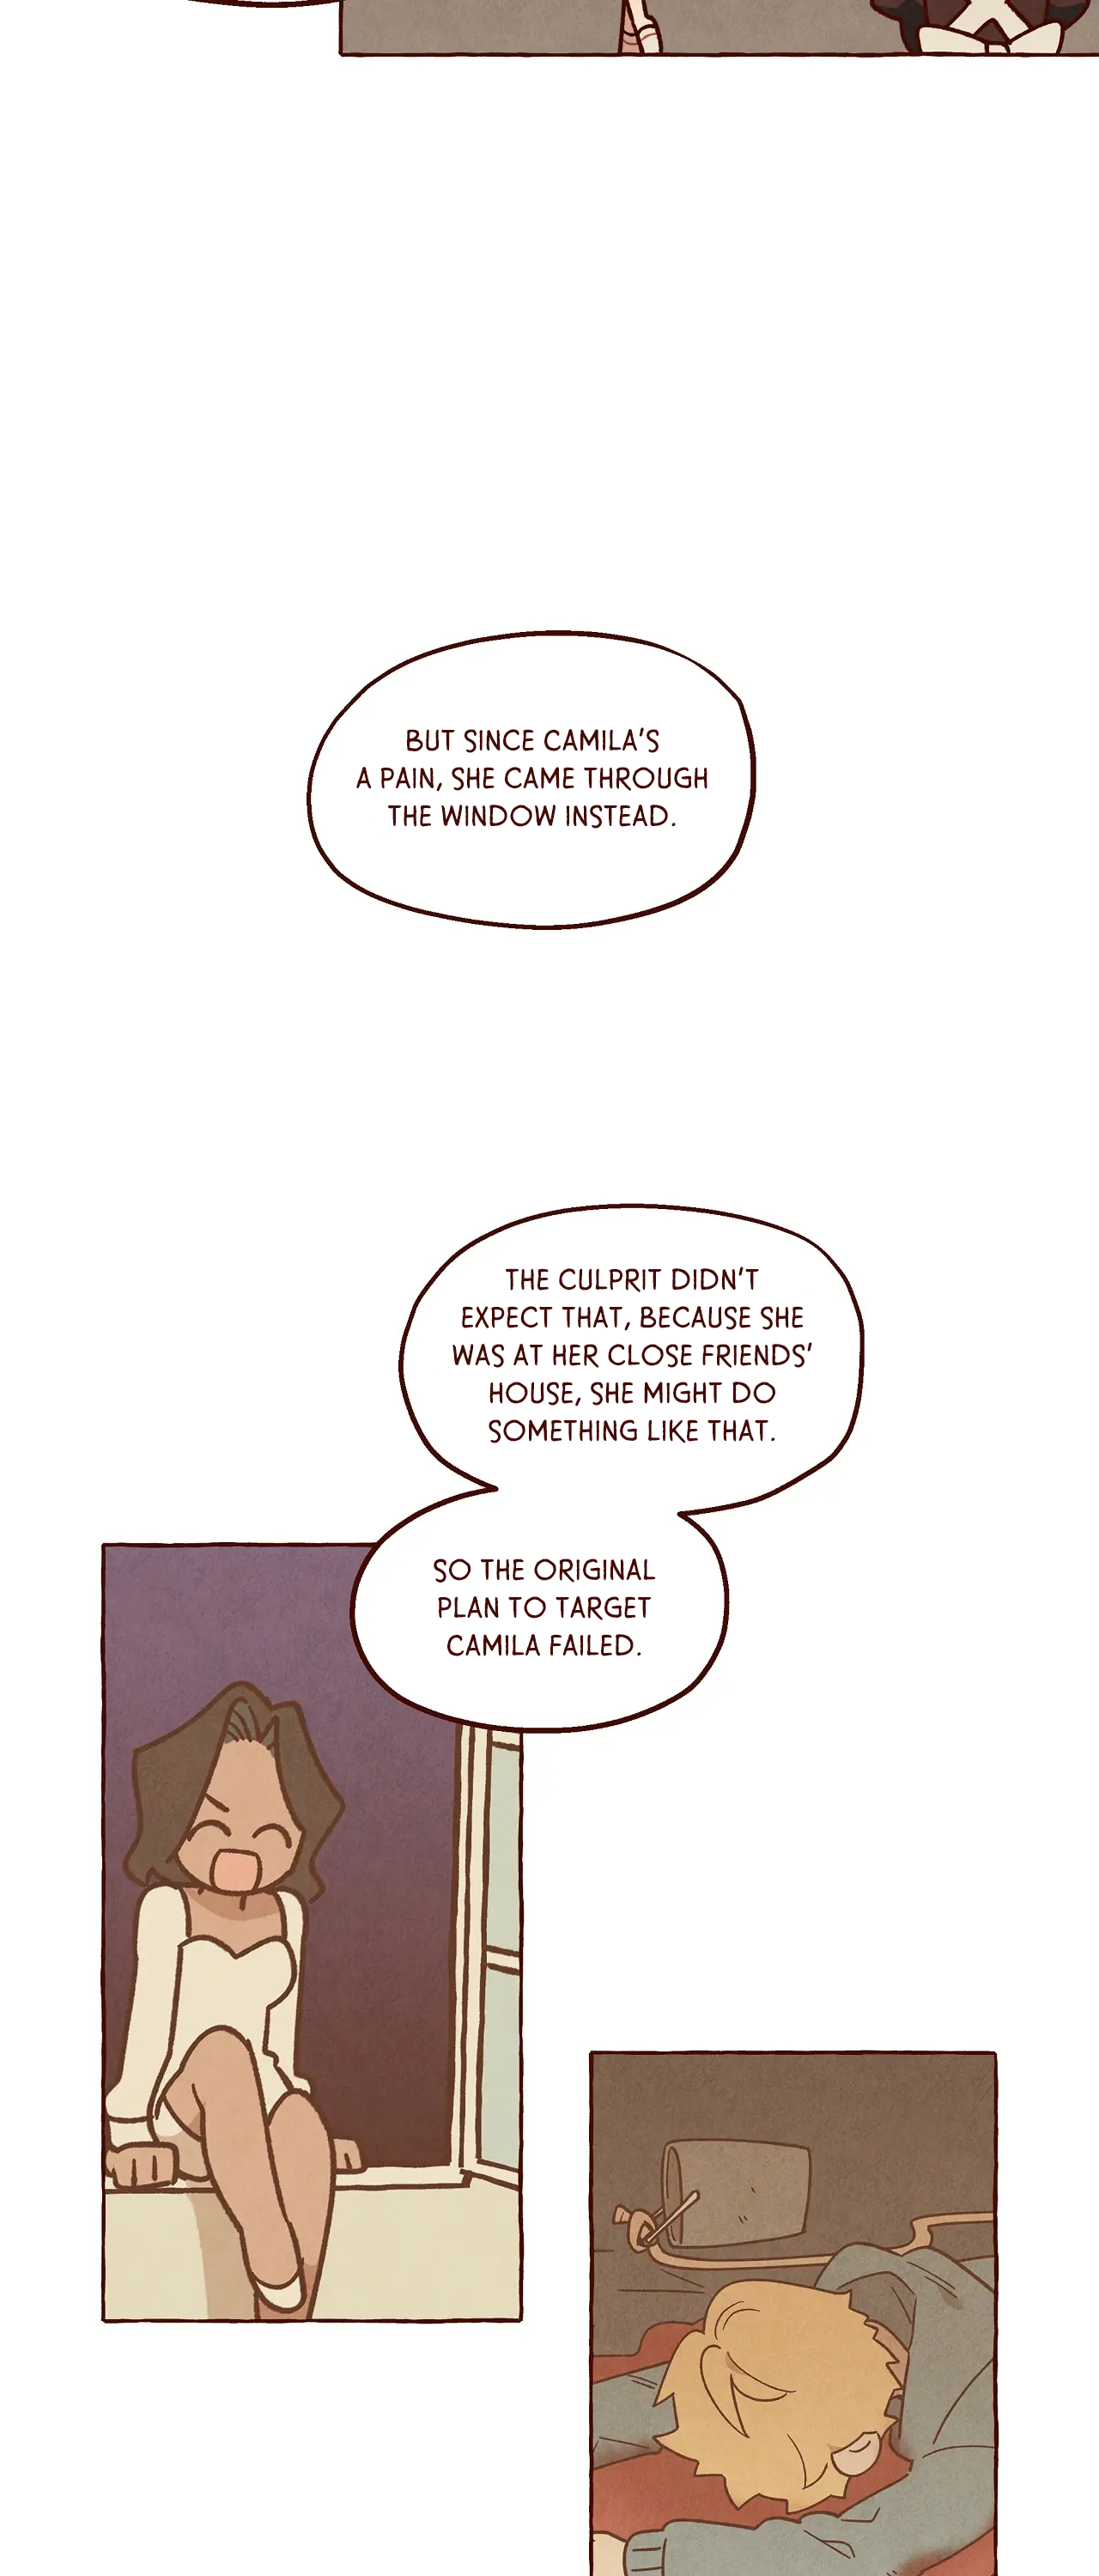 BUT SINCE CAMILA'S
A PAIN, SHE CAME THROUGH
THE WINDOW INSTEAD.
THE CULPRIT DIDN'T
EXPECT THAT, BECAUSE SHE
WAS AT HER CLOSE FRIENDS'
HOUSE, SHE MIGHT DO
SOMETHING LIKE THAT.
SO THE ORIGINAL
PLAN TO TARGET
CAMILA FAILED.